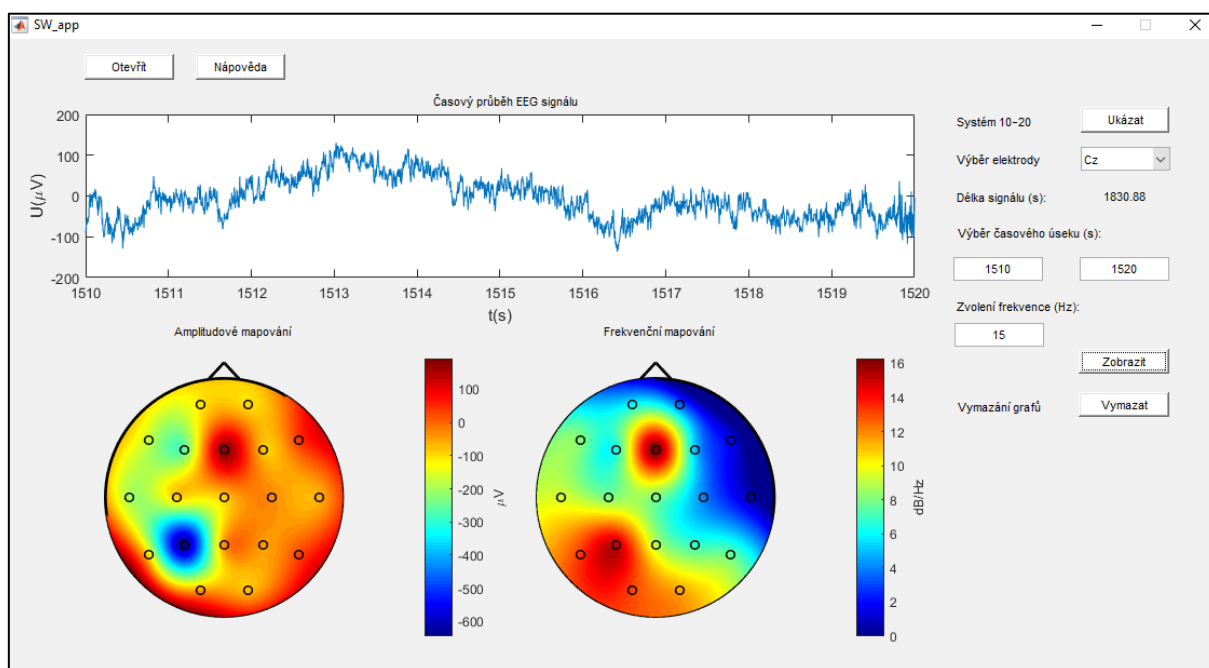 SW_app
Otevřít
Nápověda
Časový průběh EEG signálu
U(μV)
200
100
0
-100
-200
1510
1511
1512
1513
1514
1515
1516
1517
1518
1519
1520
t(s)
Systém 10-20
Ukázat
Výběr elektrody
Cz
Délka signálu (s):
1830.88
Výběr časového úseku (s):
1510
1520
Zvolení frekvence (Hz):
15
Zobrazit
Vymazání grafů
Vymazat
Amplitudové mapování
100
0
-100
-200
-300
-400
-500
-600
μV
Frekvenční mapování
16
14
12
10
8
6
4
2
0
dB/Hz